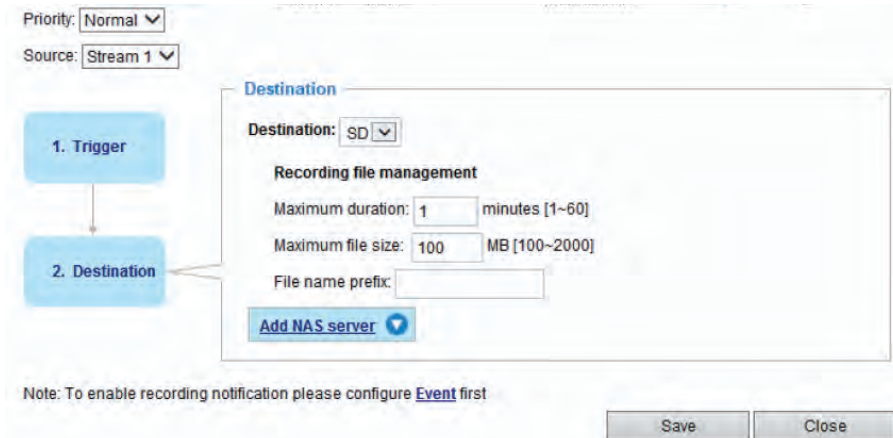 Priority: Normal
Source: Stream 1
Destination
1. Trigger
Destination: SD
Recording file management
Maximum duration: 1 minutes [1~60]
Maximum file size: 100 MB [100~2000]
2. Destination
File name prefix:
Add NAS server
Note: To enable recording notification please configure Event first
Save Close